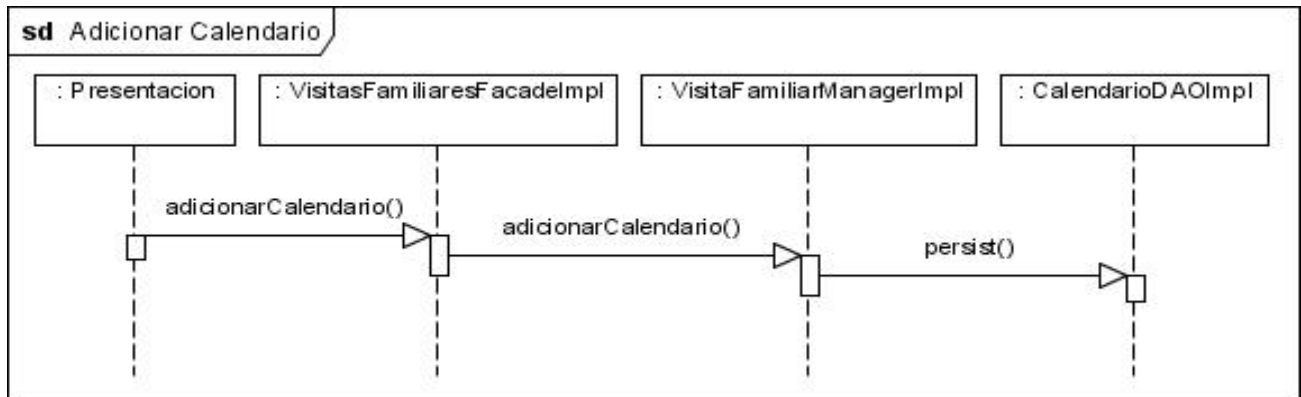 sd Adicionar Calendario
: Presentacion
: VisitasFamiliaresFacadeImpl
: VisitaFamiliarManagerImpl
: CalendarioDAOImpl
adicionarCalendario()
adicionarCalendario()
persist()